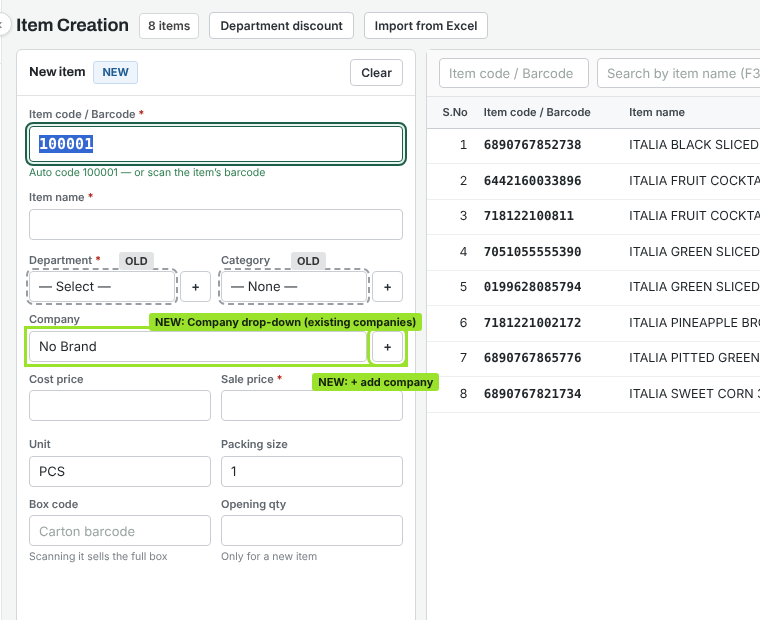 Item Creation 8 items Department discount Import from Excel
New item NEW Clear
Item code / Barcode *
100001
Auto code 100001 — or scan the item's barcode
Item name *
Department * OLD Category OLD
— Select — + — None — +
Company NEW: Company drop-down (existing companies)
No Brand +
Cost price Sale price * NEW: + add company
Unit Packing size
PCS 1
Box code Opening qty
Carton barcode
Scanning it sells the full box Only for a new item
Item code / Barcode Search by item name (F3
S.No Item code / Barcode Item name
1 6890767852738 ITALIA BLACK SLICED
2 6442160033896 ITALIA FRUIT COCKTA
3 718122100811 ITALIA FRUIT COCKTA
4 7051055555390 ITALIA GREEN SLICED
5 0199628085794 ITALIA GREEN SLICED
6 7181221002172 ITALIA PINEAPPLE BRO
7 6890767865776 ITALIA PITTED GREEN
8 6890767821734 ITALIA SWEET CORN 3